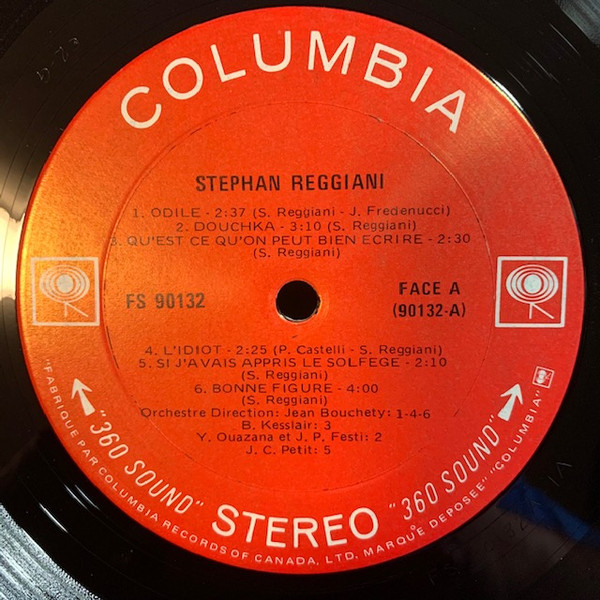 COLUMBIA
STEPHAN REGGIANI
1. ODILE - 2:37 (S. Reggiani - J. Fredenucci)
2. DOUCHKA - 3:10 (S. Reggiani)
3. QU'EST CE QU'ON PEUT BIEN ECRIRE - 2:30
(S. Reggiani)
FS 90132
FACE A
(90132-A)
4. L'IDIOT - 2:25 (P. Castelli - S. Reggiani)
5. SI J'AVAIS APPRIS LE SOLFEGE - 2:10
(S. Reggiani)
6. BONNE FIGURE - 4:00
(S. Reggiani)
Orchestre Direction: Jean Bouchety: 1-4-6
B. Kesslair: 3
Y. Ouazana et J. P. Festi: 2
J. C. Petit: 5
"360 SOUND" STEREO "360 SOUND"
"FABRIQUE PAR COLUMBIA RECORDS OF CANADA, LTD. MARQUE DEPOSEE" "COLUMBIA"